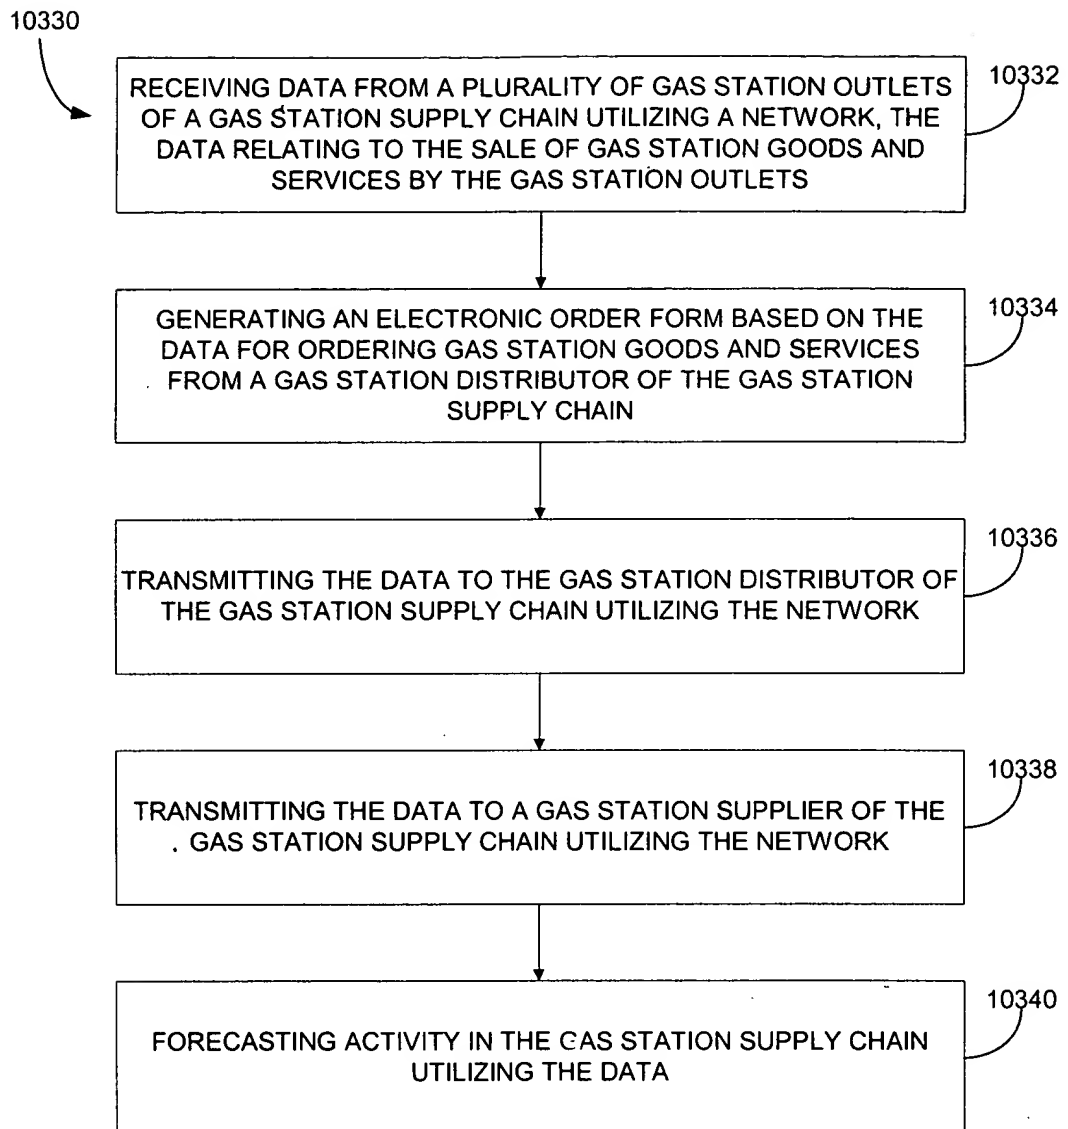 10330
RECEIVING DATA FROM A PLURALITY OF GAS STATION OUTLETS
OF A GAS STATION SUPPLY CHAIN UTILIZING A NETWORK, THE
DATA RELATING TO THE SALE OF GAS STATION GOODS AND
SERVICES BY THE GAS STATION OUTLETS
10332
GENERATING AN ELECTRONIC ORDER FORM BASED ON THE
DATA FOR ORDERING GAS STATION GOODS AND SERVICES
FROM A GAS STATION DISTRIBUTOR OF THE GAS STATION
SUPPLY CHAIN
10334
TRANSMITTING THE DATA TO THE GAS STATION DISTRIBUTOR OF
THE GAS STATION SUPPLY CHAIN UTILIZING THE NETWORK
10336
TRANSMITTING THE DATA TO A GAS STATION SUPPLIER OF THE
GAS STATION SUPPLY CHAIN UTILIZING THE NETWORK
10338
FORECASTING ACTIVITY IN THE GAS STATION SUPPLY CHAIN
UTILIZING THE DATA
10340